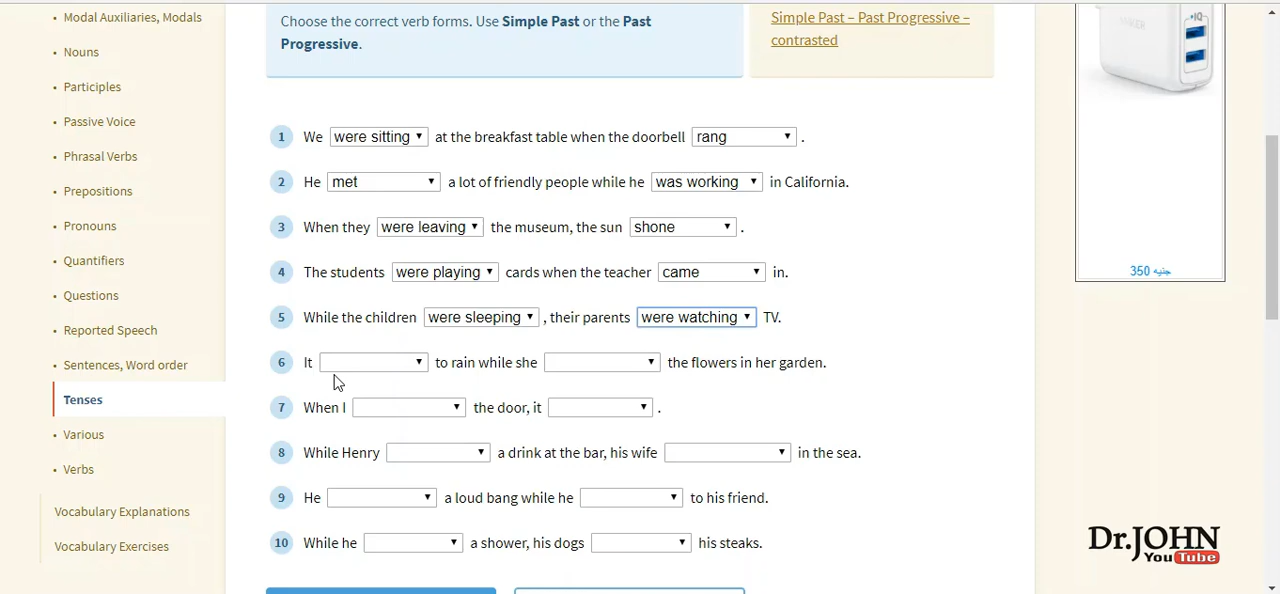 Modal Auxiliaries, Modals
Nouns
Participles
Passive Voice
Phrasal Verbs
Prepositions
Pronouns
Quantifiers
Questions
Reported Speech
Sentences, Word order
Tenses
Various
Verbs
Vocabulary Explanations
Vocabulary Exercises
Choose the correct verb forms. Use Simple Past or the Past
Progressive.
Simple Past – Past Progressive –
contrasted
1 We were sitting at the breakfast table when the doorbell rang .
2 He met a lot of friendly people while he was working in California.
3 When they were leaving the museum, the sun shone .
4 The students were playing cards when the teacher came in.
5 While the children were sleeping , their parents were watching TV.
6 It to rain while she the flowers in her garden.
7 When I the door, it .
8 While Henry a drink at the bar, his wife in the sea.
9 He a loud bang while he to his friend.
10 While he a shower, his dogs his steaks.
ANKER
IQ
350 جنيه
Dr.JOHN
YouTube